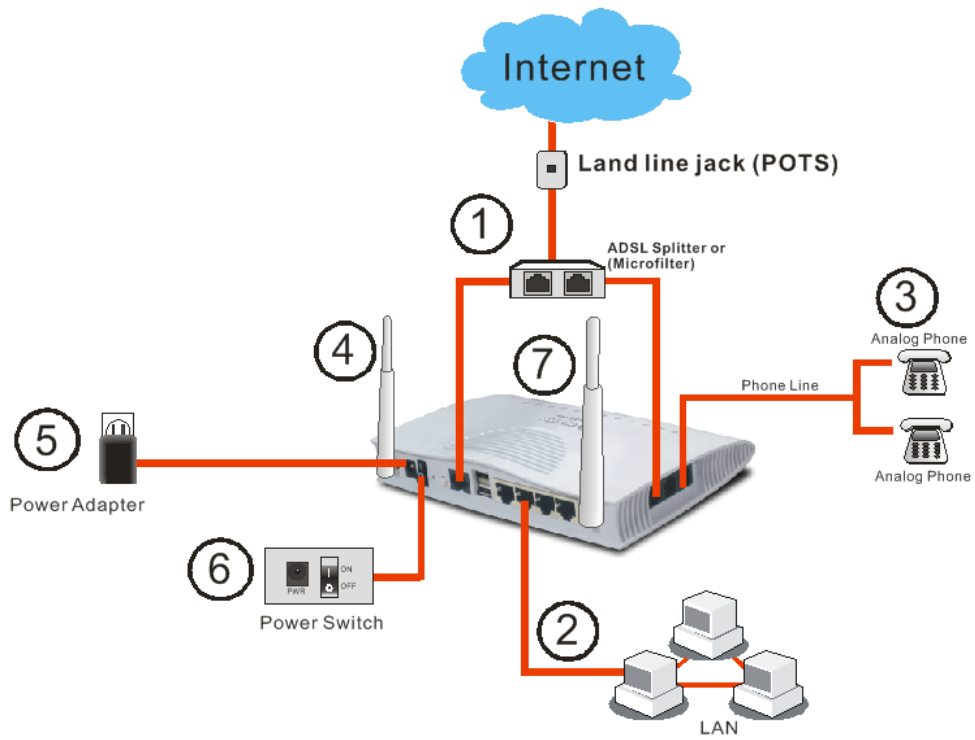 Internet
Land line jack (POTS)
1
ADSL Splitter or
(Microfilter)
3
Analog Phone
4
7
Phone Line
5
Analog Phone
Power Adapter
6
ON
OFF
PWR
Power Switch
2
LAN